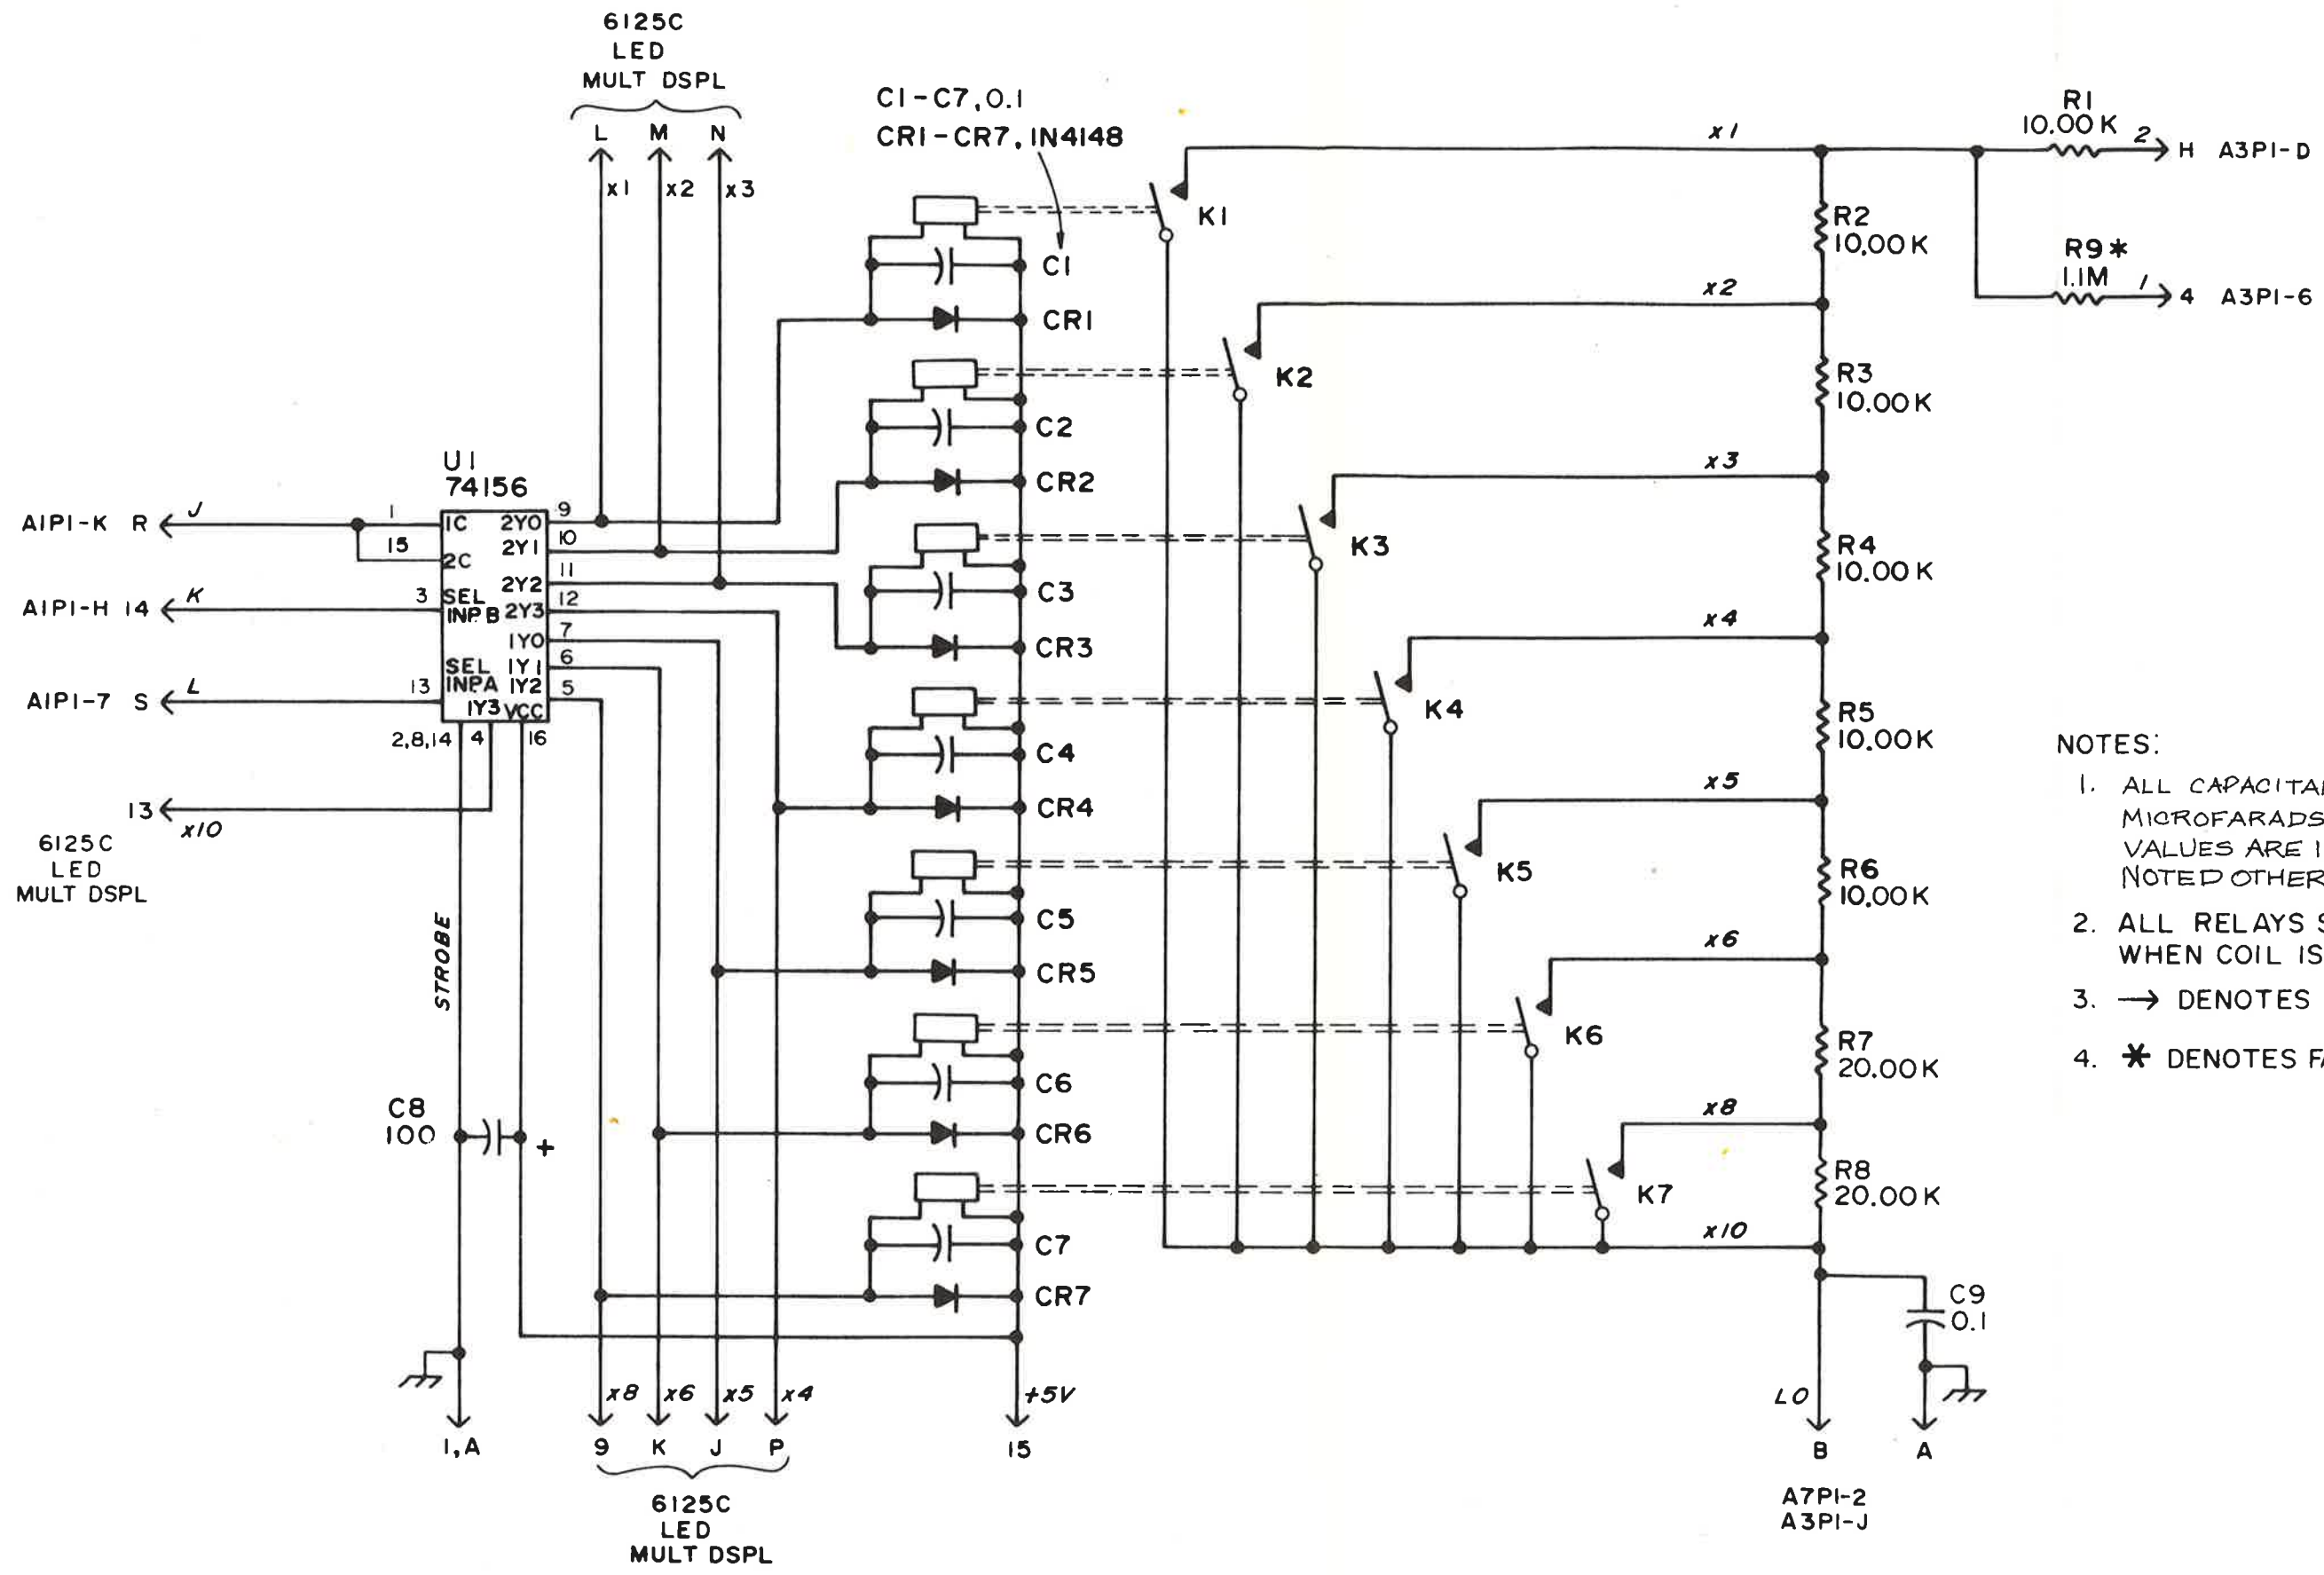 6125C
LED
MULT DSPL
L M N
x1 x2 x3
C1-C7, 0.1
CR1-CR7, 1N4148
x1
R1
10.00 K
2
H A3P1-D
K1
R2
10.00 K
R9*
1.1M
1
4 A3P1-6
C1
CR1
x2
K2
R3
10.00 K
C2
CR2
x3
K3
R4
10.00 K
C3
CR3
x4
K4
R5
10.00 K
C4
CR4
x5
K5
R6
10.00 K
C5
CR5
x6
K6
R7
20.00 K
C6
CR6
x8
K7
R8
20.00 K
C7
CR7
x10
U1
74156
A1P1-K R J 1 1C 2Y0 9
15 2C 2Y1 10
2Y2 11
A1P1-H 14 K 3 SEL INP. B 2Y3 12
1Y0 7
SEL 1Y1 6
A1P1-7 S L 13 INP. A 1Y2 5
1Y3 VCC
2,8,14 4 16
13 x10
6125C
LED
MULT DSPL
STROBE
C8
100
+
1,A
x8 x6 x5 x4
9 K J P
6125C
LED
MULT DSPL
+5V
15
C9
0.1
LO
B A
A7P1-2
A3P1-J
NOTES:
1. ALL CAPACITA
MICROFARADS
VALUES ARE I
NOTED OTHER
2. ALL RELAYS S
WHEN COIL IS
3. → DENOTES
4. * DENOTES FA